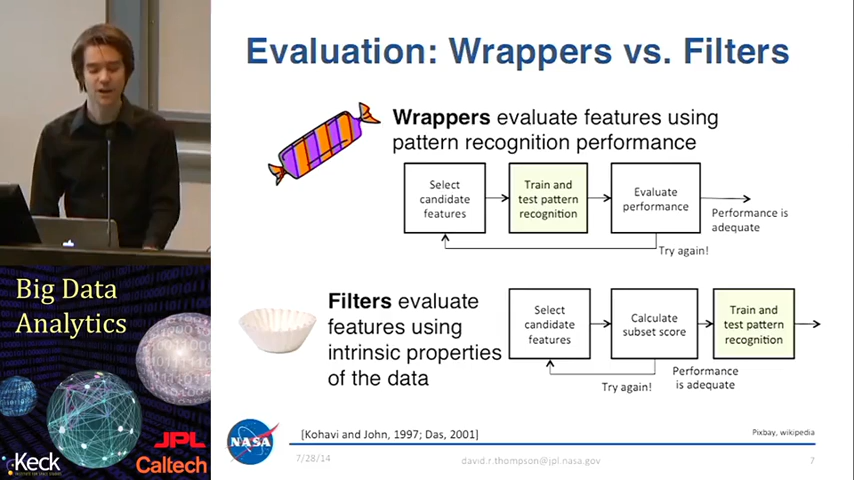 Evaluation: Wrappers vs. Filters
Wrappers evaluate features using
pattern recognition performance
Select
candidate
features
Train and
test pattern
recognition
Evaluate
performance
Performance is
adequate
Try again!
Filters evaluate
features using
intrinsic properties
of the data
Select
candidate
features
Calculate
subset score
Train and
test pattern
recognition
Try again!
Performance
is adequate
Big Data
Analytics
JPL
Keck
Caltech
NASA
[Kohavi and John, 1997; Das, 2001]
Pixbay, wikipedia
7/28/14
david.r.thompson@jpl.nasa.gov
7